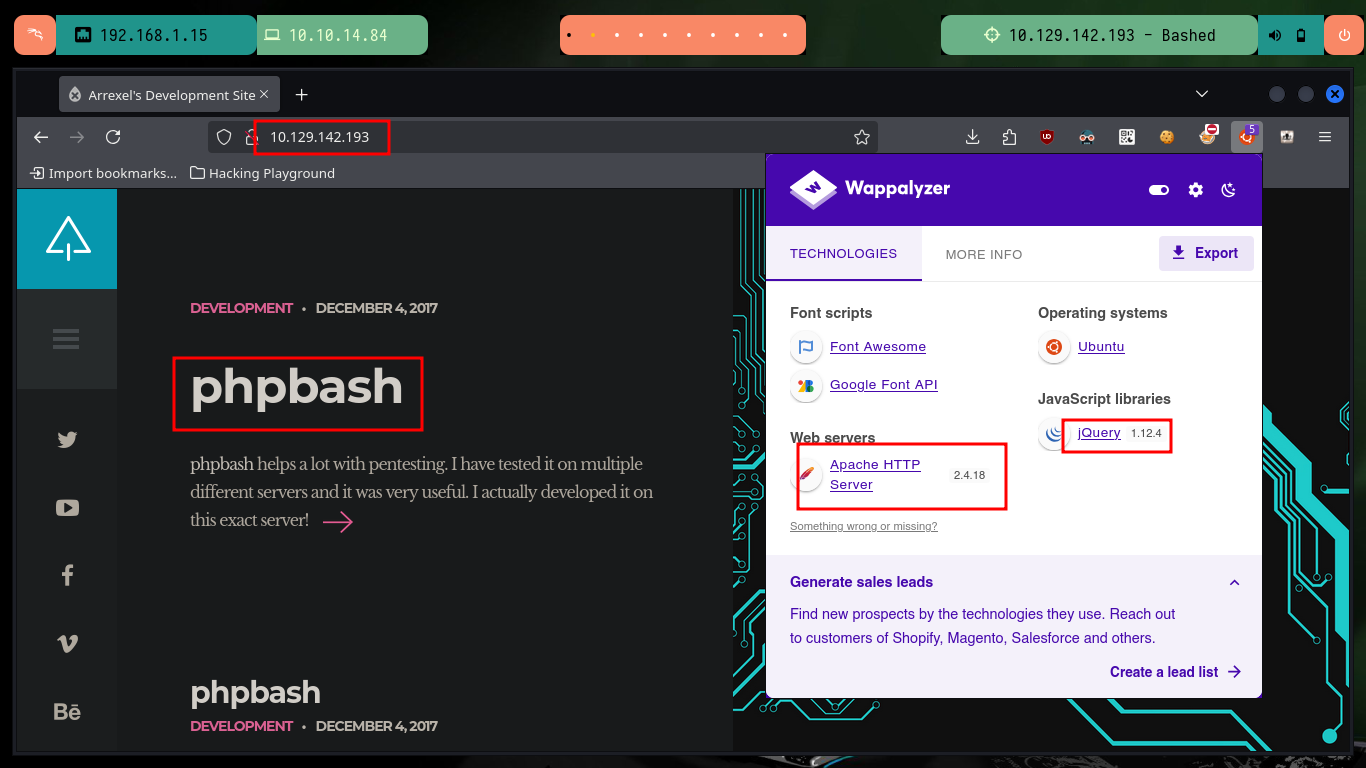 192.168.1.15
10.10.14.84
10.129.142.193 - Bashed
Arrexel's Development Site
10.129.142.193
5
Import bookmarks...
Hacking Playground
Wappalyzer
TECHNOLOGIES
MORE INFO
Export
DEVELOPMENT • DECEMBER 4, 2017
phpbash
phpbash helps a lot with pentesting. I have tested it on multiple
different servers and it was very useful. I actually developed it on
this exact server!
phpbash
DEVELOPMENT • DECEMBER 4, 2017
Bē
Font scripts
Font Awesome
Google Font API
Web servers
Apache HTTP
Server
2.4.18
Something wrong or missing?
Operating systems
Ubuntu
JavaScript libraries
jQuery 1.12.4
Generate sales leads
Find new prospects by the technologies they use. Reach out
to customers of Shopify, Magento, Salesforce and others.
Create a lead list